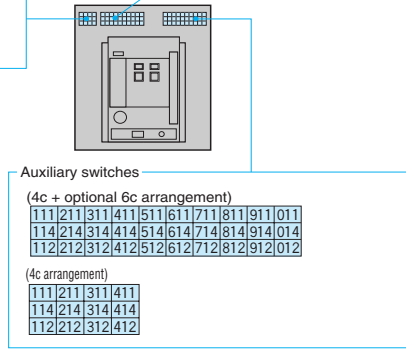 Auxiliary switches
(4c + optional 6c arrangement)
111 211 311 411 511 611 711 811 911 011
114 214 314 414 514 614 714 814 914 014
112 212 312 412 512 612 712 812 912 012
(4c arrangement)
111 211 311 411
114 214 314 414
112 212 312 412